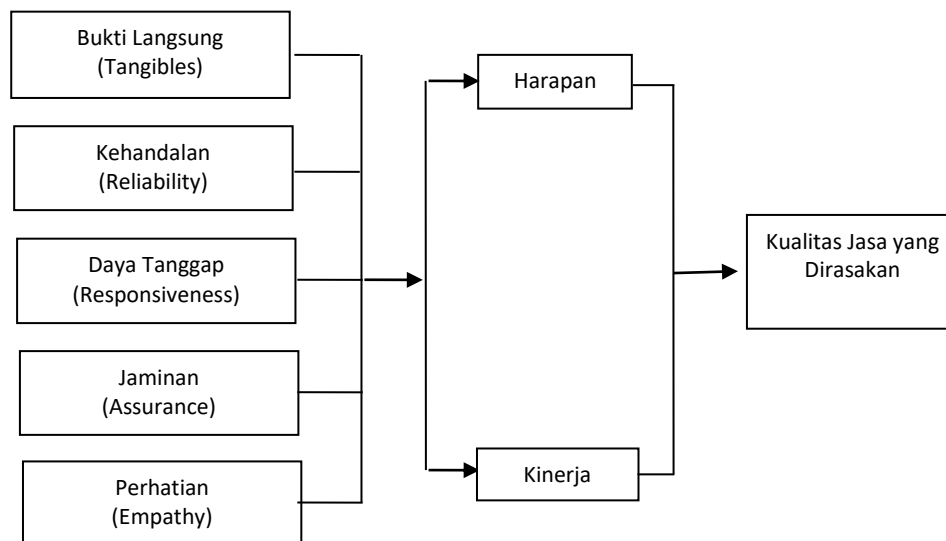 Bukti Langsung
(Tangibles)
Kehandalan
(Reliability)
Daya Tanggap
(Responsiveness)
Jaminan
(Assurance)
Perhatian
(Empathy)
Harapan
Kinerja
Kualitas Jasa yang
Dirasakan